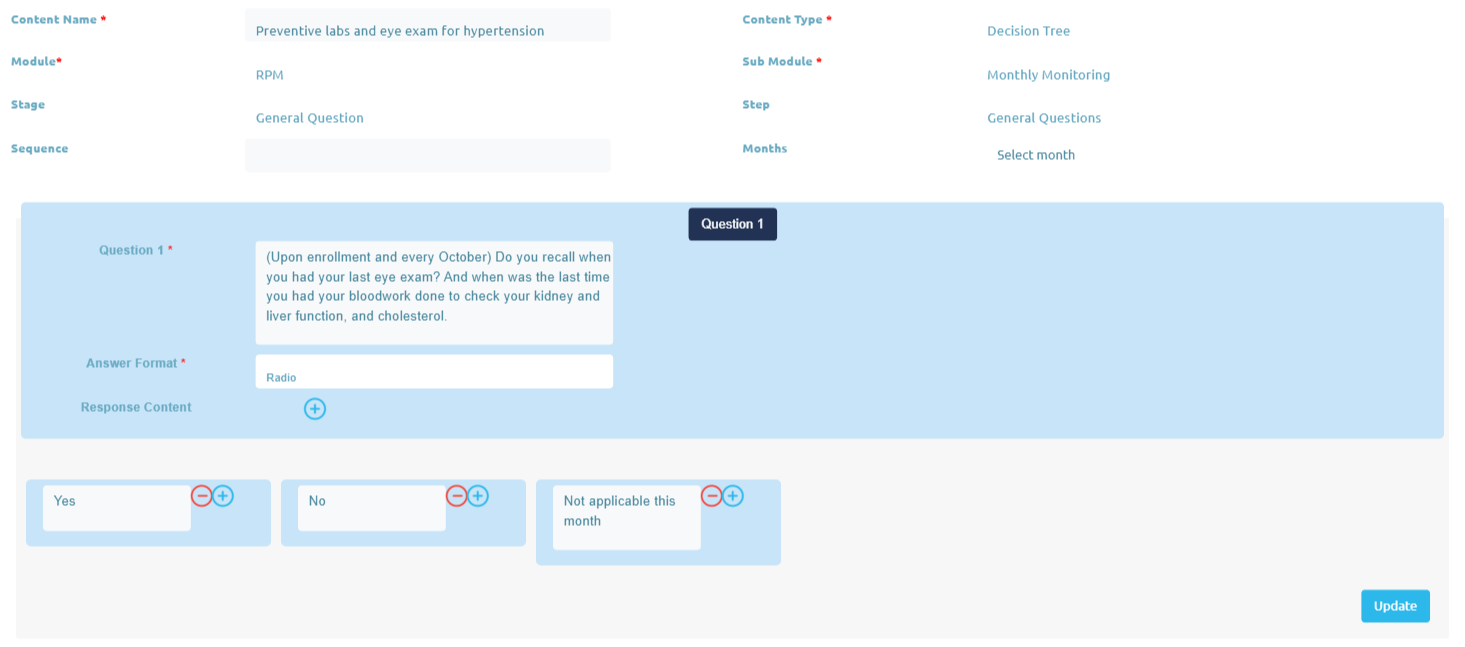 Content Name *
Preventive labs and eye exam for hypertension
Content Type *
Decision Tree
Module*
RPM
Sub Module *
Monthly Monitoring
Stage
General Question
Step
General Questions
Sequence
Months
Select month
Question 1
Question 1 *
(Upon enrollment and every October) Do you recall when
you had your last eye exam? And when was the last time
you had your bloodwork done to check your kidney and
liver function, and cholesterol.
Answer Format *
Radio
Response Content
Yes
No
Not applicable this
month
Update